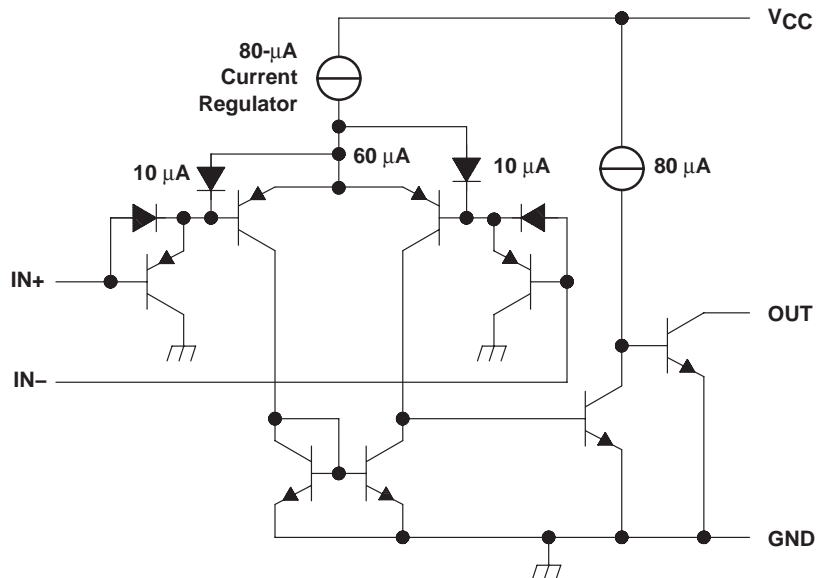 VCC
80-µA
Current
Regulator
10 µA
60 µA
10 µA
80 µA
IN+
OUT
IN−
GND